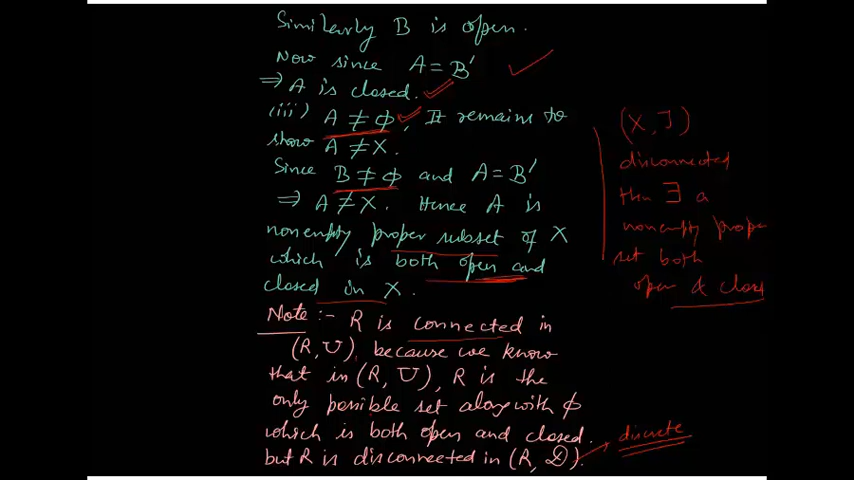 Similarly B is open.
Now since A = B'
⇒ A is closed.
(iii) A ≠ φ, It remains to
show A ≠ X.
Since B ≠ φ and A = B'
⇒ A ≠ X. Hence A is
nonempty proper subset of X
which is both open and
closed in X.
Note :- R is connected in
(R, U), because we know
that in (R, U), R is the
only possible set along with φ
which is both open and closed.
but R is disconnected in (R, D).
(X, J)
disconnected
then ∃ a
nonempty prope
set both
open & close
discrete